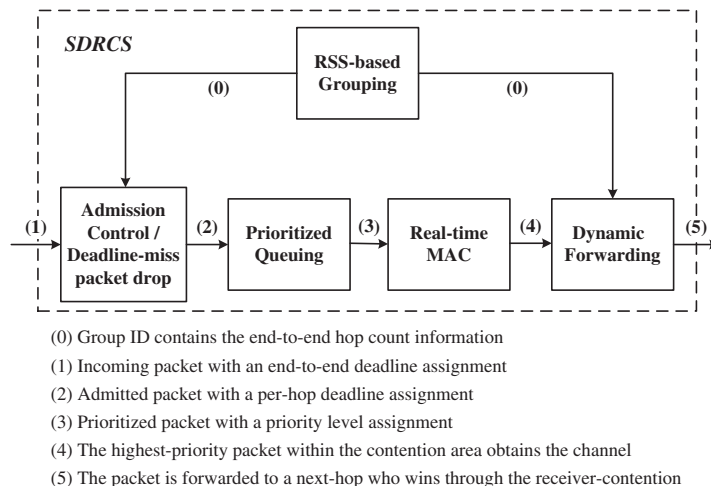 SDRCS
RSS-based
Grouping
(0)
(0)
(1)
Admission
Control /
Deadline-miss
packet drop
(2)
Prioritized
Queuing
(3)
Real-time
MAC
(4)
Dynamic
Forwarding
(5)
(0) Group ID contains the end-to-end hop count information
(1) Incoming packet with an end-to-end deadline assignment
(2) Admitted packet with a per-hop deadline assignment
(3) Prioritized packet with a priority level assignment
(4) The highest-priority packet within the contention area obtains the channel
(5) The packet is forwarded to a next-hop who wins through the receiver-contention